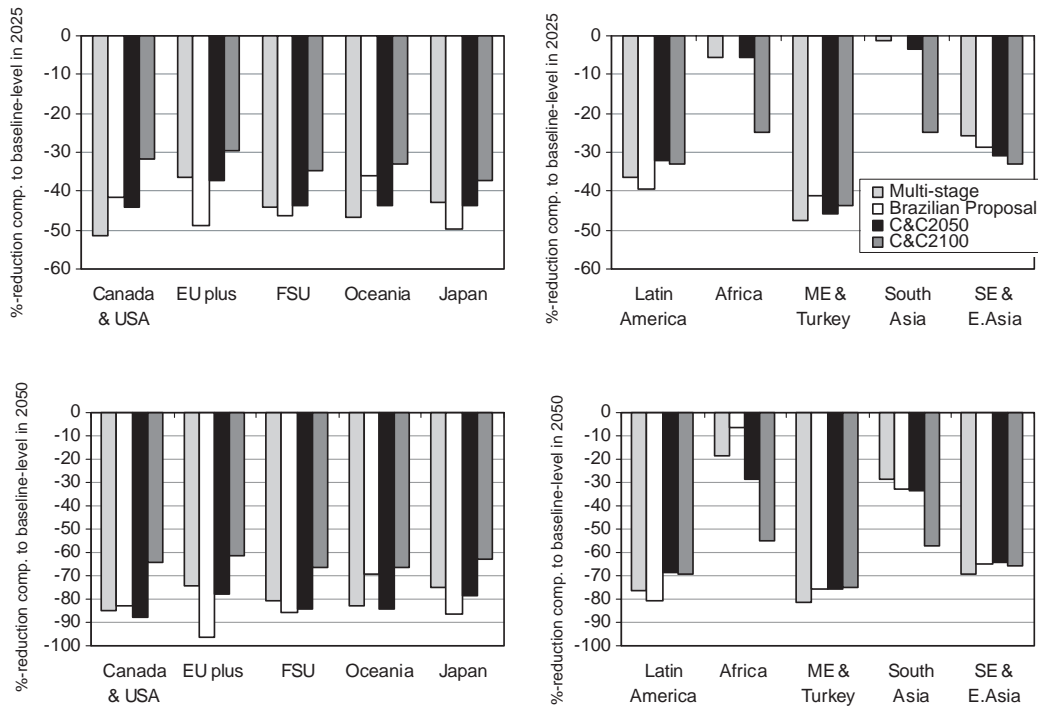 %-reduction comp. to baseline-level in 2025
0
-10
-20
-30
-40
-50
-60
Canada
& USA
EU plus
FSU
Oceania
Japan
%-reduction comp. to baseline-level in 2025
0
-10
-20
-30
-40
-50
-60
Multi-stage
Brazilian Proposal
C&C2050
C&C2100
Latin
America
Africa
ME &
Turkey
South
Asia
SE &
E.Asia
%-reduction comp. to baseline-level in 2050
0
-10
-20
-30
-40
-50
-60
-70
-80
-90
-100
Canada
& USA
EU plus
FSU
Oceania
Japan
%-reduction comp. to baseline-level in 2050
0
-10
-20
-30
-40
-50
-60
-70
-80
-90
-100
Latin
America
Africa
ME &
Turkey
South
Asia
SE &
E.Asia